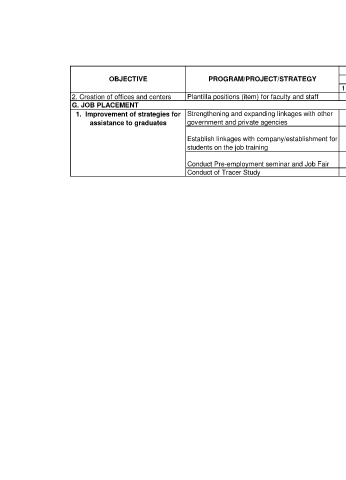 OBJECTIVE PROGRAM/PROJECT/STRATEGY
1
2. Creation of offices and centers Plantilla positions (item) for faculty and staff
G. JOB PLACEMENT
1. Improvement of strategies for
assistance to graduates
Strengthening and expanding linkages with other
government and private agencies
Establish linkages with company/establishment for
students on the job training
Conduct Pre-employment seminar and Job Fair
Conduct of Tracer Study